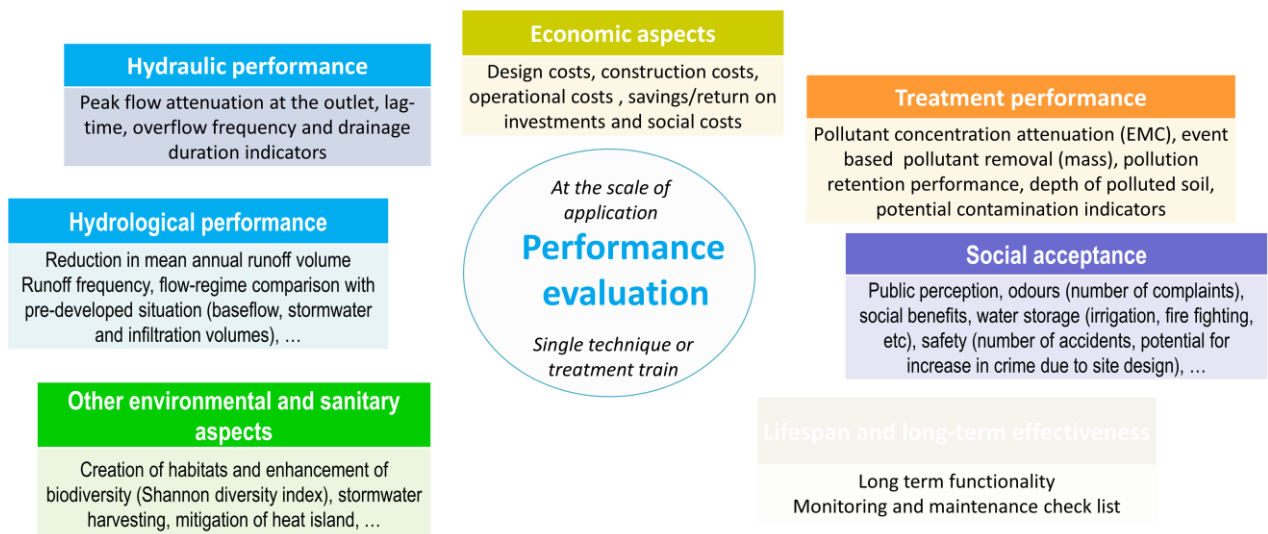 Economic aspects
Design costs, construction costs,
operational costs , savings/return on
investments and social costs
Hydraulic performance
Peak flow attenuation at the outlet, lag-
time, overflow frequency and drainage
duration indicators
Treatment performance
Pollutant concentration attenuation (EMC), event
based pollutant removal (mass), pollution
retention performance, depth of polluted soil,
potential contamination indicators
At the scale of
application
Performance
evaluation
Single technique or
treatment train
Hydrological performance
Reduction in mean annual runoff volume
Runoff frequency, flow-regime comparison with
pre-developed situation (baseflow, stormwater
and infiltration volumes), …
Social acceptance
Public perception, odours (number of complaints),
social benefits, water storage (irrigation, fire fighting,
etc), safety (number of accidents, potential for
increase in crime due to site design), …
Other environmental and sanitary
aspects
Creation of habitats and enhancement of
biodiversity (Shannon diversity index), stormwater
harvesting, mitigation of heat island, …
Lifespan and long-term effectiveness
Long term functionality
Monitoring and maintenance check list